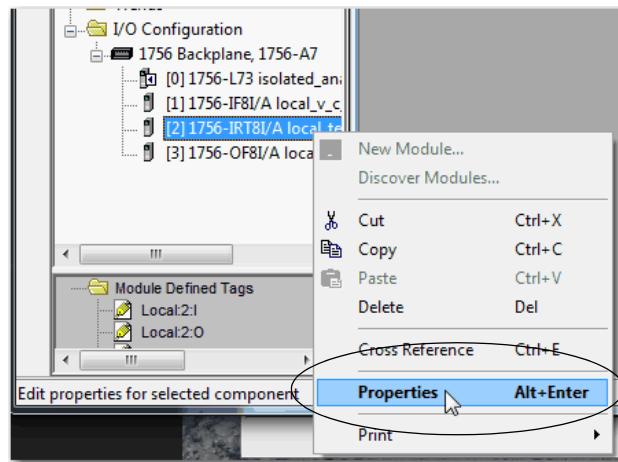 I/O Configuration
1756 Backplane, 1756-A7
[0] 1756-L73 isolated_ana
[1] 1756-IF8I/A local_v_c_
[2] 1756-IRT8I/A local_te
[3] 1756-OF8I/A loca
New Module...
Discover Modules...
Cut Ctrl+X
Copy Ctrl+C
Paste Ctrl+V
Delete Del
Cross Reference Ctrl+E
Properties Alt+Enter
Print
Module Defined Tags
Local:2:I
Local:2:O
Edit properties for selected component